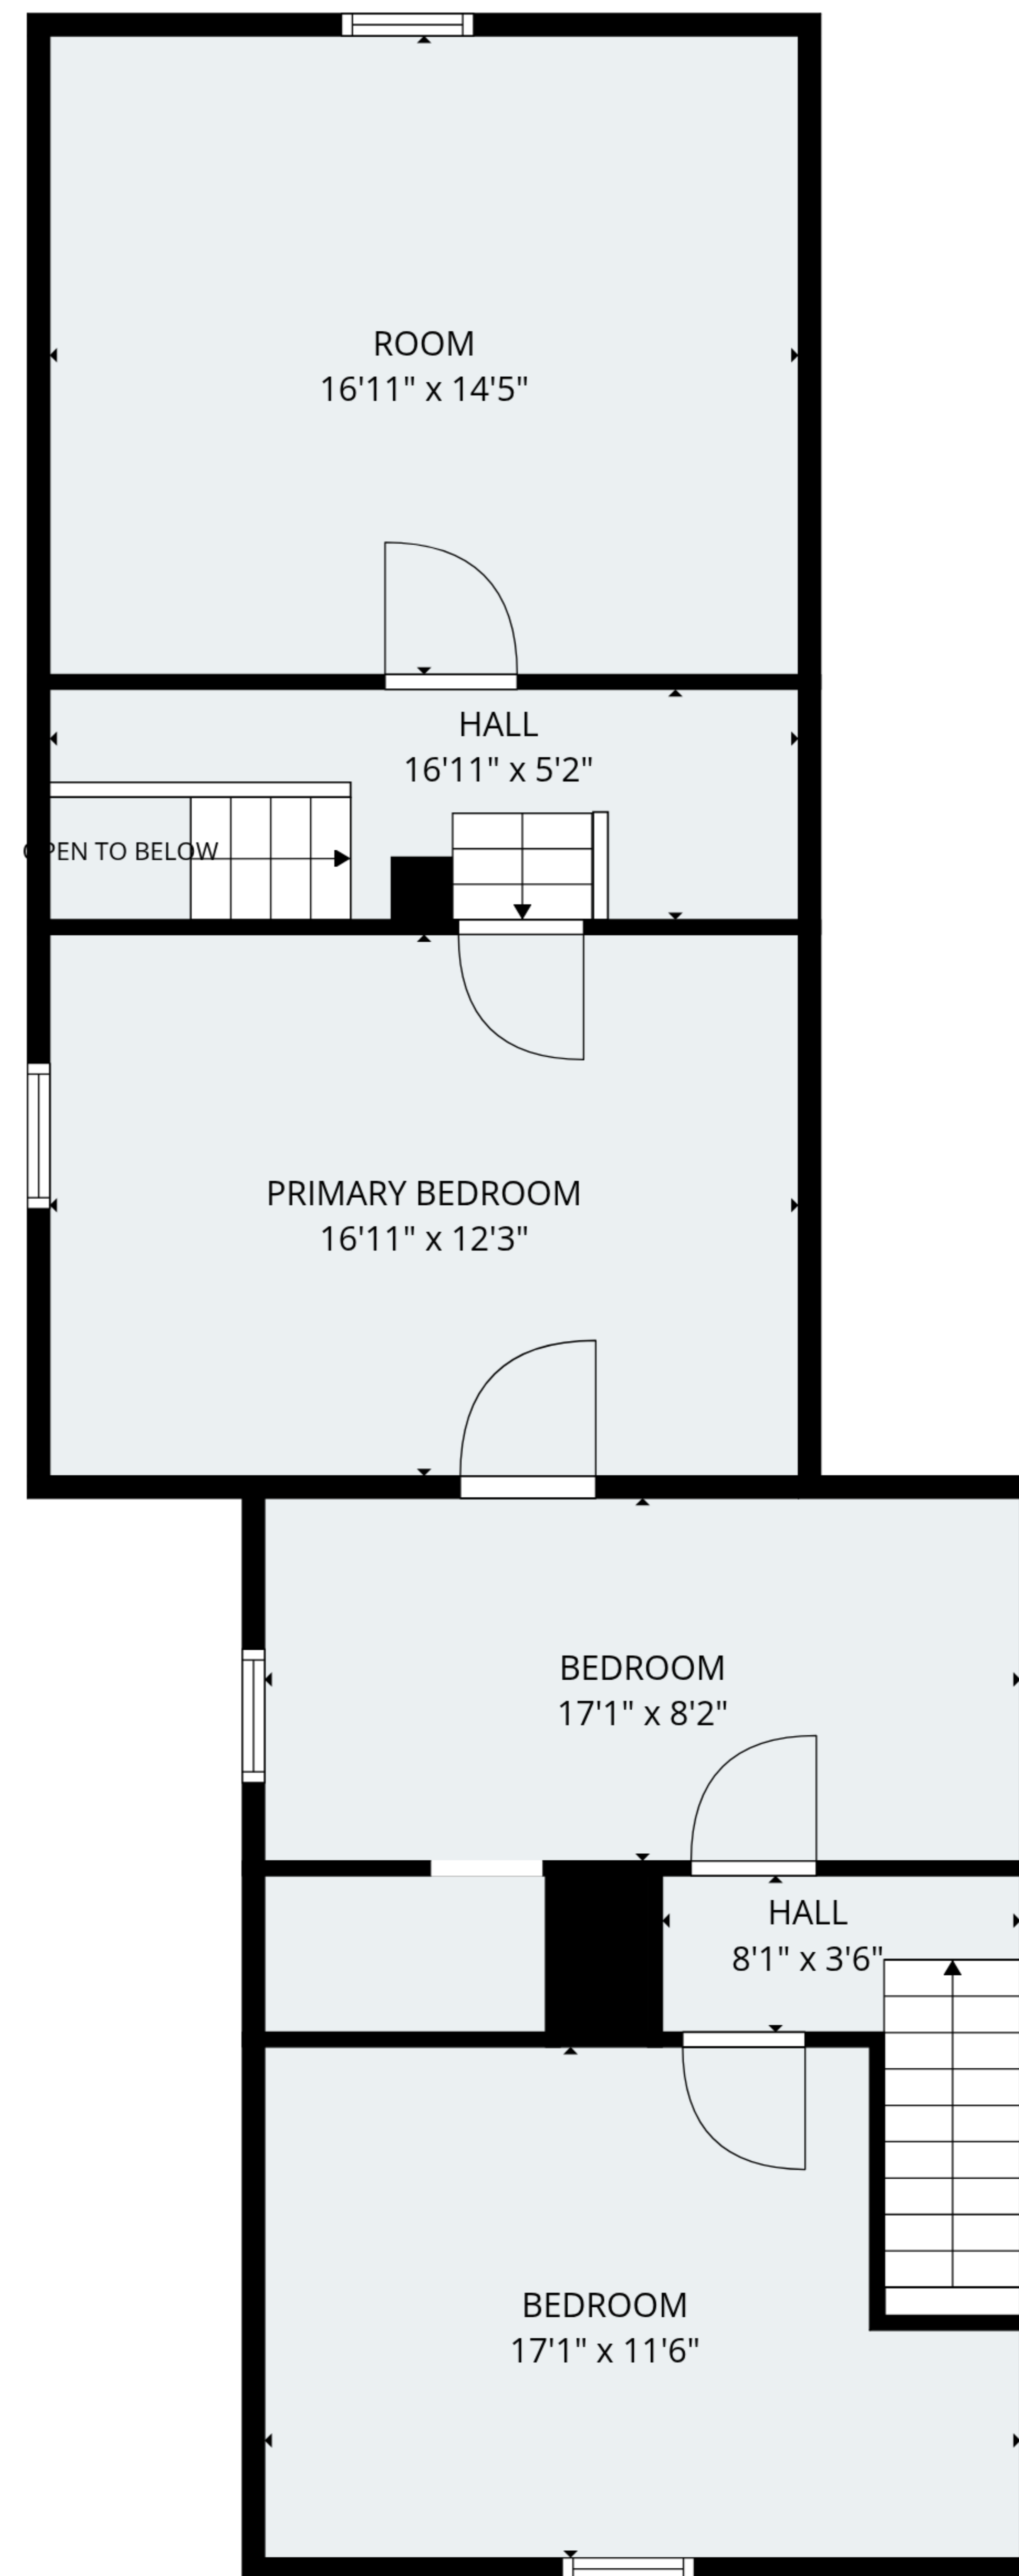 ROOM
16'11" x 14'5"
HALL
16'11" x 5'2"
OPEN TO BELOW
PRIMARY BEDROOM
16'11" x 12'3"
BEDROOM
17'1" x 8'2"
HALL
8'1" x 3'6"
BEDROOM
17'1" x 11'6"